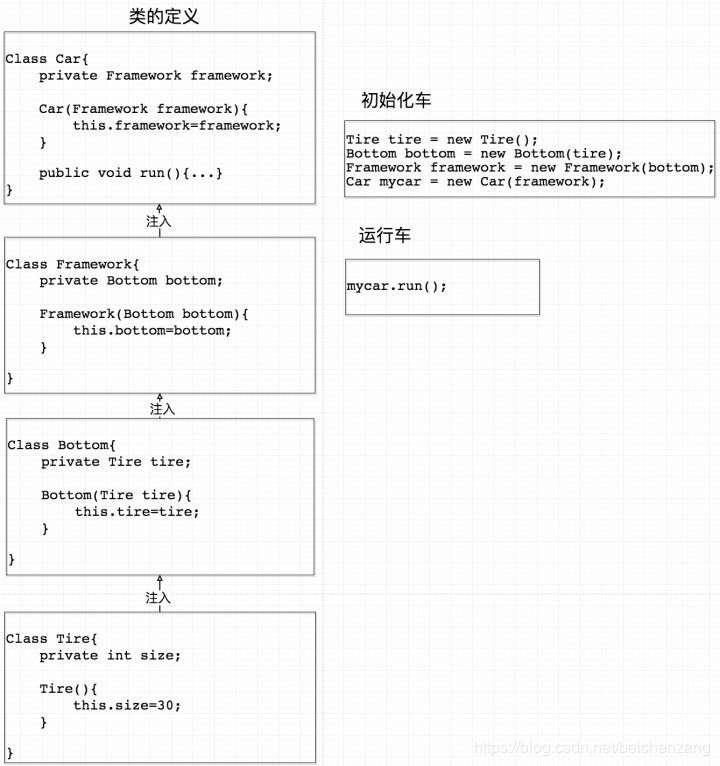 类的定义
Class Car{
private Framework framework;
Car(Framework framework){
this.framework=framework;
}
public void run(){...}
}
注入
Class Framework{
private Bottom bottom;
Framework(Bottom bottom){
this.bottom=bottom;
}
}
注入
Class Bottom{
private Tire tire;
Bottom(Tire tire){
this.tire=tire;
}
}
注入
Class Tire{
private int size;
Tire(){
this.size=30;
}
}
初始化车
Tire tire = new Tire();
Bottom bottom = new Bottom(tire);
Framework framework = new Framework(bottom);
Car mycar = new Car(framework);
运行车
mycar.run();
https://blog.csdn.net/beichenzang